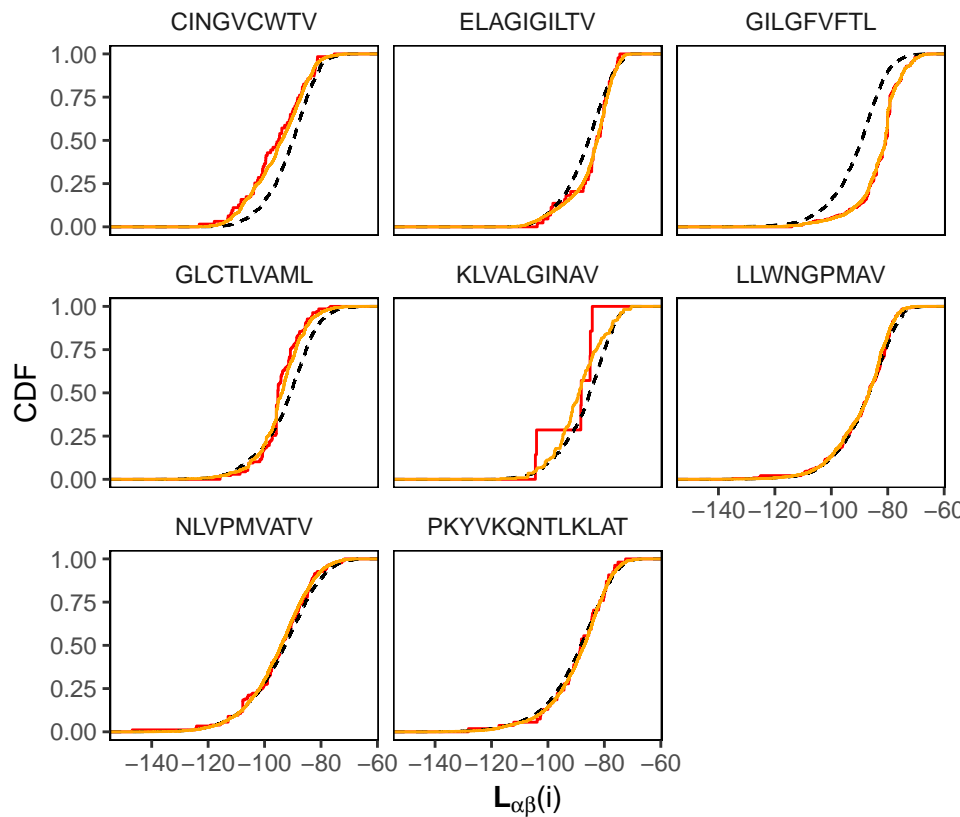 CINGVCWTV ELAGIGILTV GILGFVFTL
1.00
0.75
0.50
0.25
0.00
GLCTLVAML KLVALGINAV LLWNGPMAV
1.00
0.75
0.50
0.25
0.00
CDF
−140 −120 −100 −80 −60
NLVPMVATV PKYVKQNTLKLAT
1.00
0.75
0.50
0.25
0.00
−140 −120 −100 −80 −60 −140 −120 −100 −80 −60
Lαβ(i)